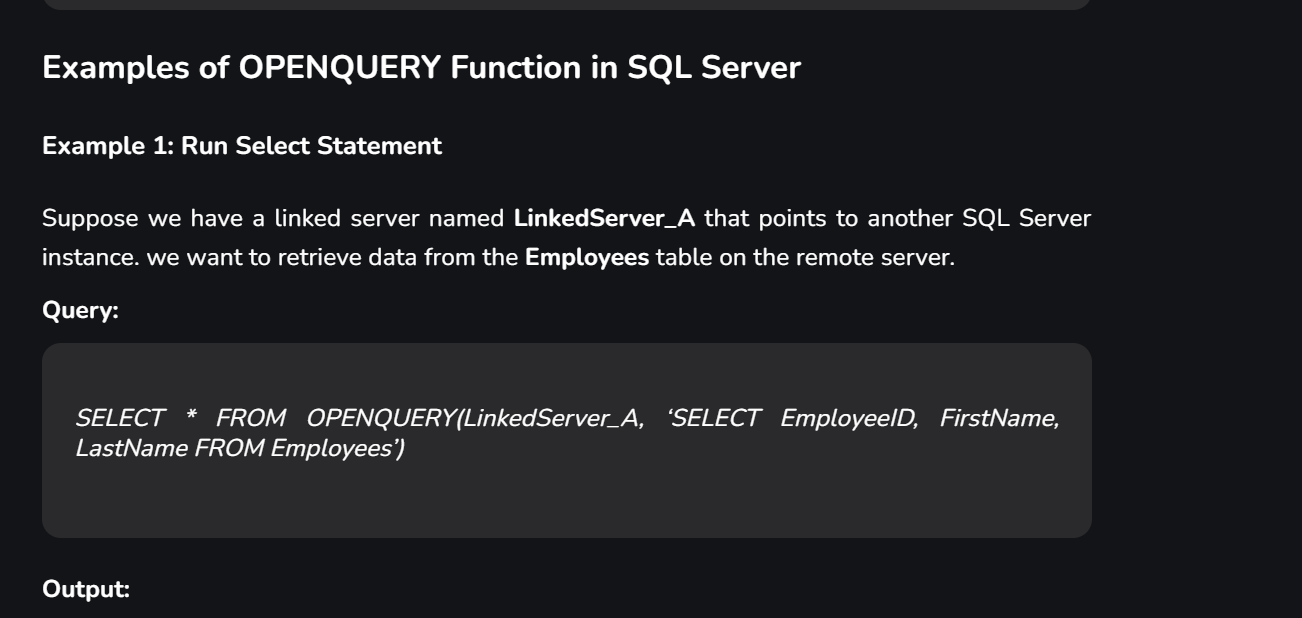 Examples of OPENQUERY Function in SQL Server
Example 1: Run Select Statement
Suppose we have a linked server named LinkedServer_A that points to another SQL Server
instance. we want to retrieve data from the Employees table on the remote server.
Query:
SELECT * FROM OPENQUERY(LinkedServer_A, ‘SELECT EmployeeID, FirstName,
LastName FROM Employees’)
Output: